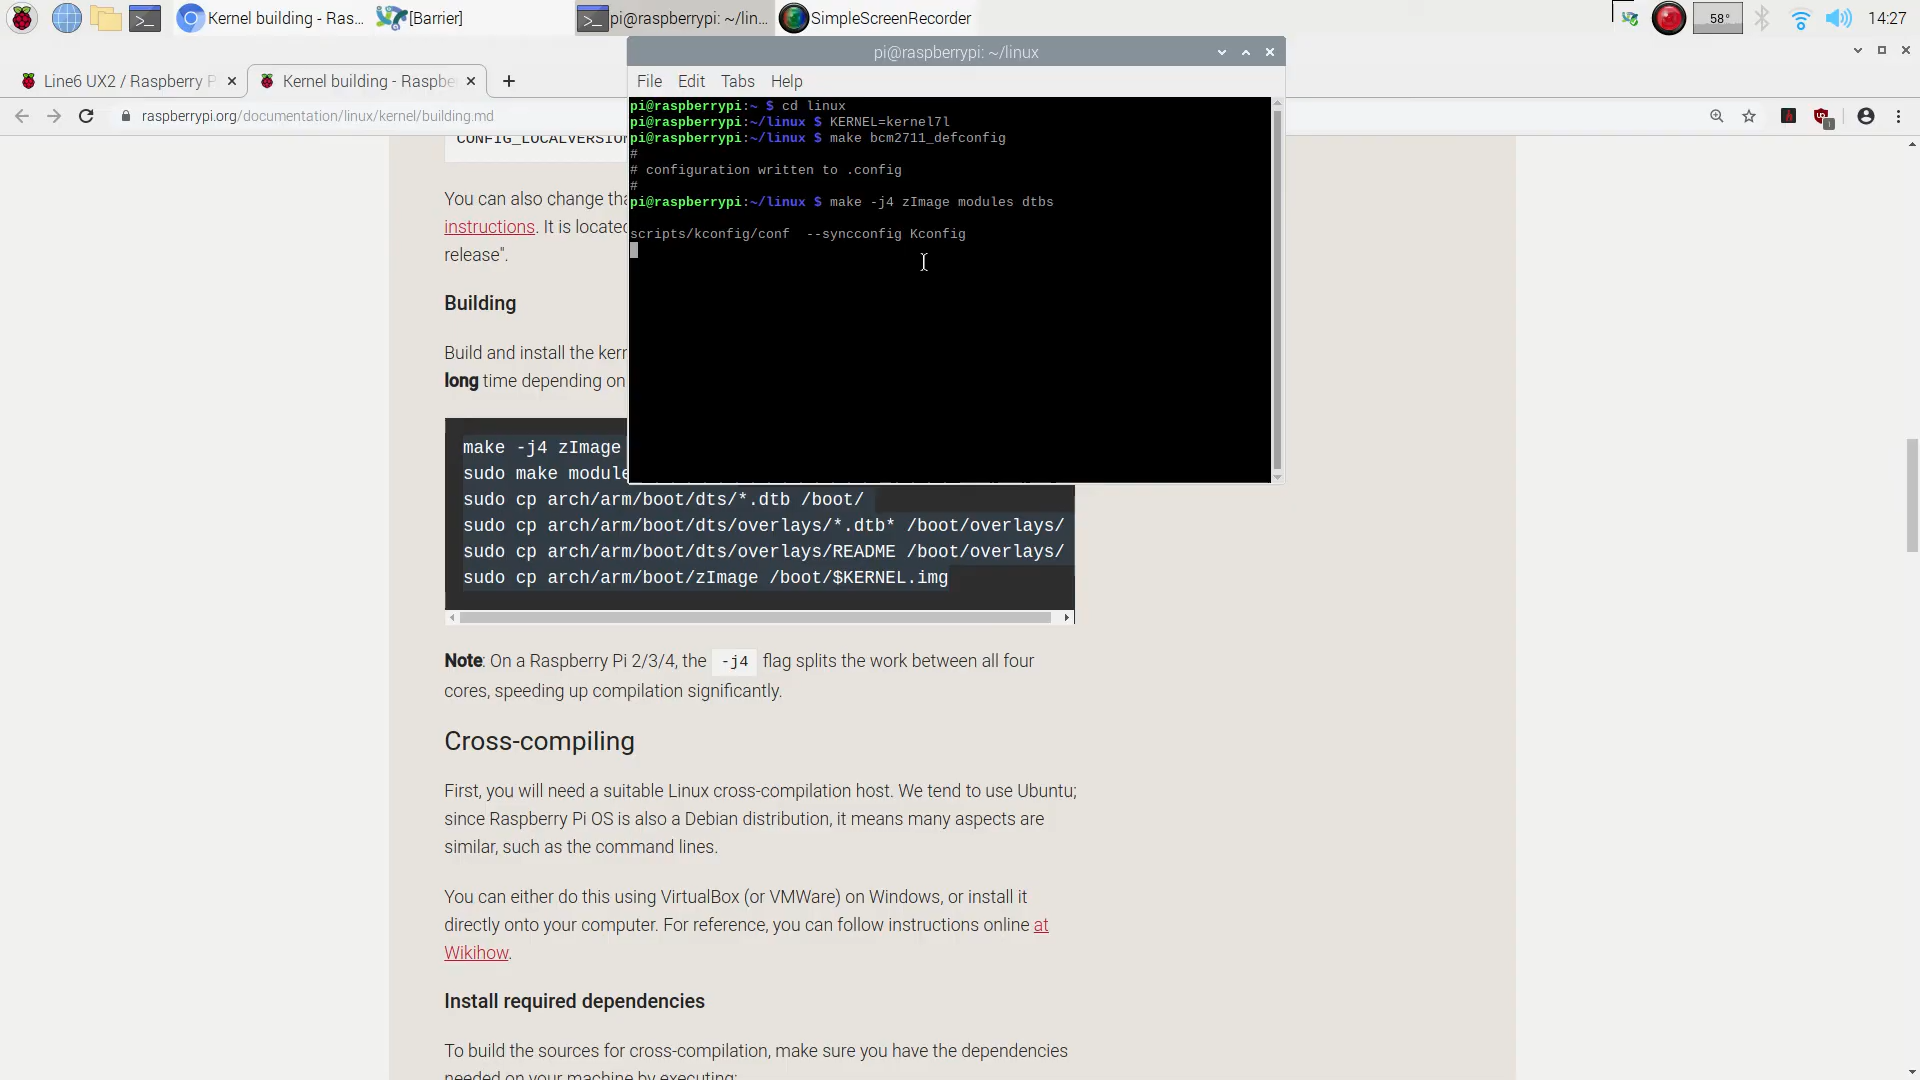 Kernel building - Ras...
[Barrier]
pi@raspberrypi: ~/lin...
SimpleScreenRecorder
58°
14:27
Line6 UX2 / Raspberry P
Kernel building - Raspbe
raspberrypi.org/documentation/linux/kernel/building.md
1
pi@raspberrypi: ~/linux
File Edit Tabs Help
pi@raspberrypi:~ $ cd linux
pi@raspberrypi:~/linux $ KERNEL=kernel7l
pi@raspberrypi:~/linux $ make bcm2711_defconfig
#
# configuration written to .config
#
pi@raspberrypi:~/linux $ make -j4 zImage modules dtbs
scripts/kconfig/conf  --syncconfig Kconfig
CONFIG_LOCALVERSION
You can also change tha
instructions. It is located
release".
Building
Build and install the kern
long time depending on
make -j4 zImage
sudo make module
sudo cp arch/arm/boot/dts/*.dtb /boot/
sudo cp arch/arm/boot/dts/overlays/*.dtb* /boot/overlays/
sudo cp arch/arm/boot/dts/overlays/README /boot/overlays/
sudo cp arch/arm/boot/zImage /boot/$KERNEL.img
Note: On a Raspberry Pi 2/3/4, the -j4 flag splits the work between all four
cores, speeding up compilation significantly.
Cross-compiling
First, you will need a suitable Linux cross-compilation host. We tend to use Ubuntu;
since Raspberry Pi OS is also a Debian distribution, it means many aspects are
similar, such as the command lines.
You can either do this using VirtualBox (or VMWare) on Windows, or install it
directly onto your computer. For reference, you can follow instructions online at
Wikihow.
Install required dependencies
To build the sources for cross-compilation, make sure you have the dependencies
needed on your machine by executing: